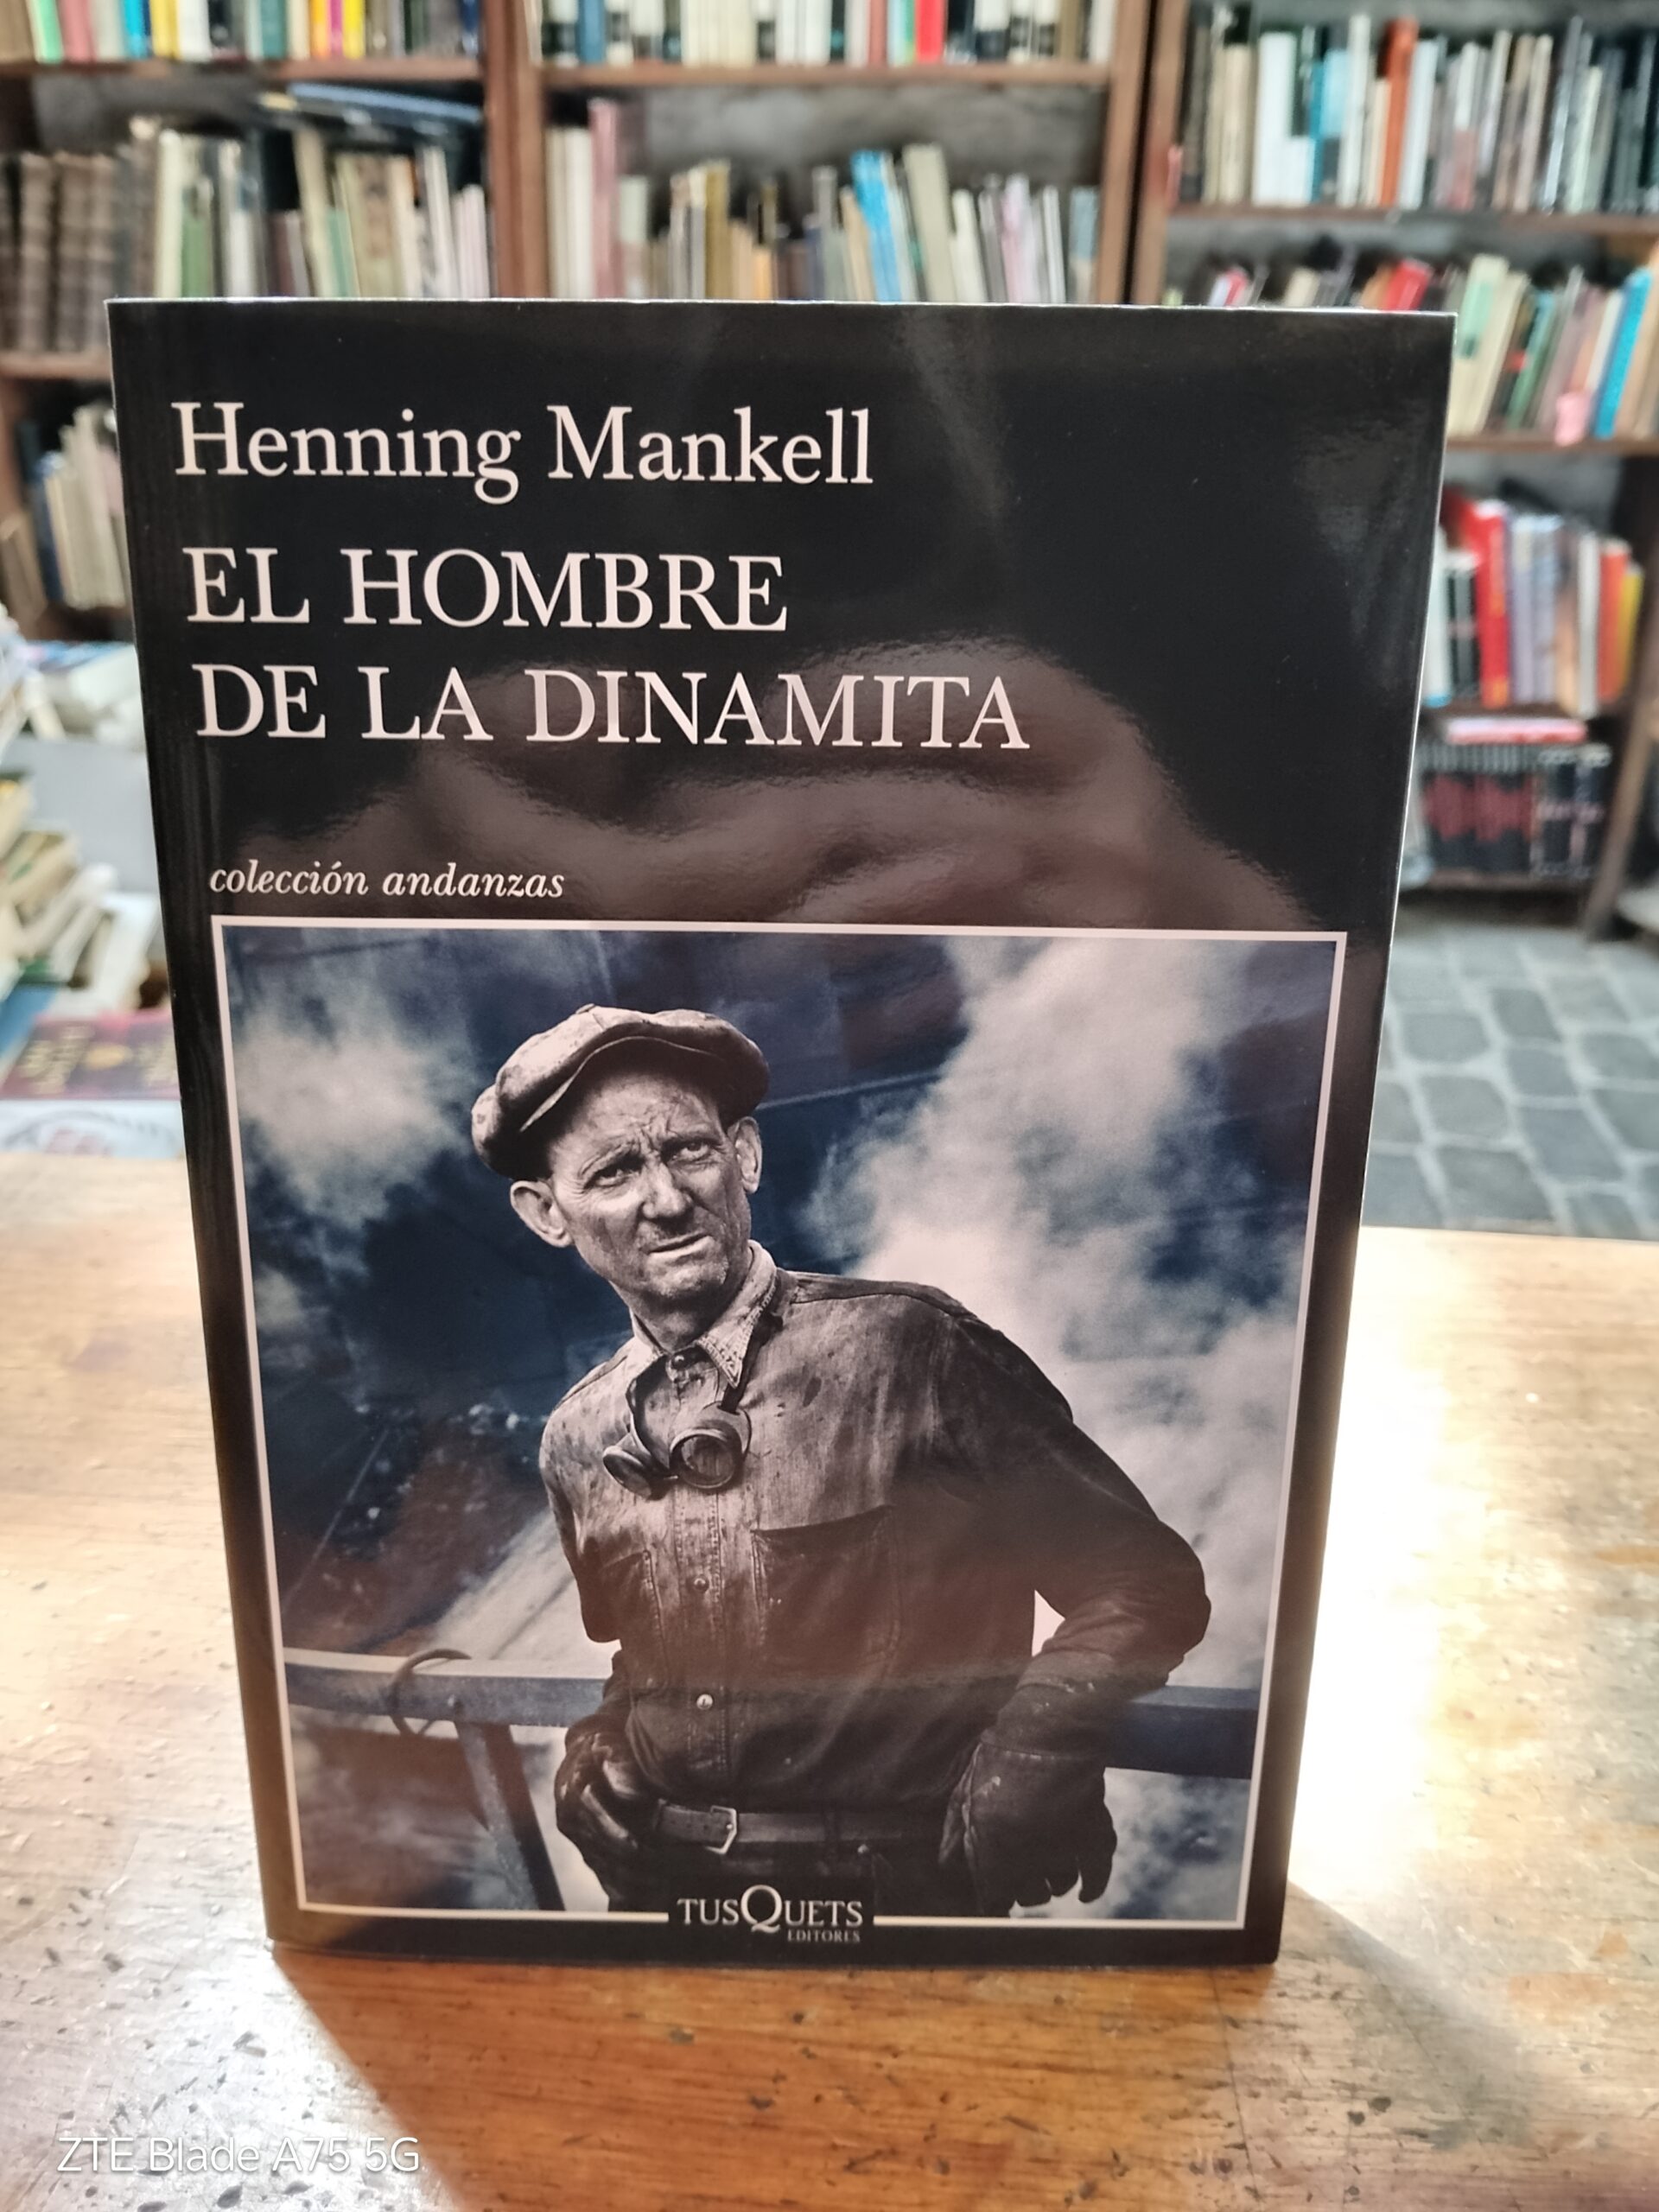 Henning Mankell
EL HOMBRE
DE LA DINAMITA
colección andanzas
TUSQUETS
EDITORES
ZTE Blade A75 5G